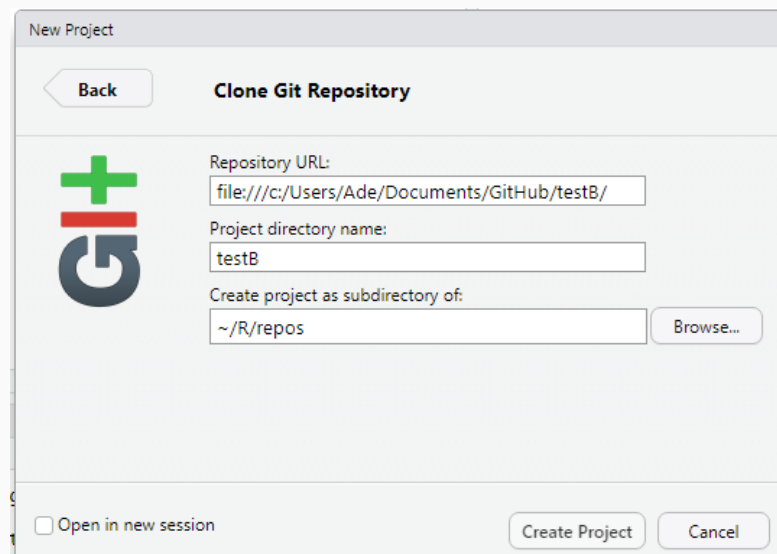 New Project
Back
Clone Git Repository
GIt
Repository URL:
file:///c:/Users/Ade/Documents/GitHub/testB/
Project directory name:
testB
Create project as subdirectory of:
~/R/repos
Browse...
Open in new session
Create Project
Cancel